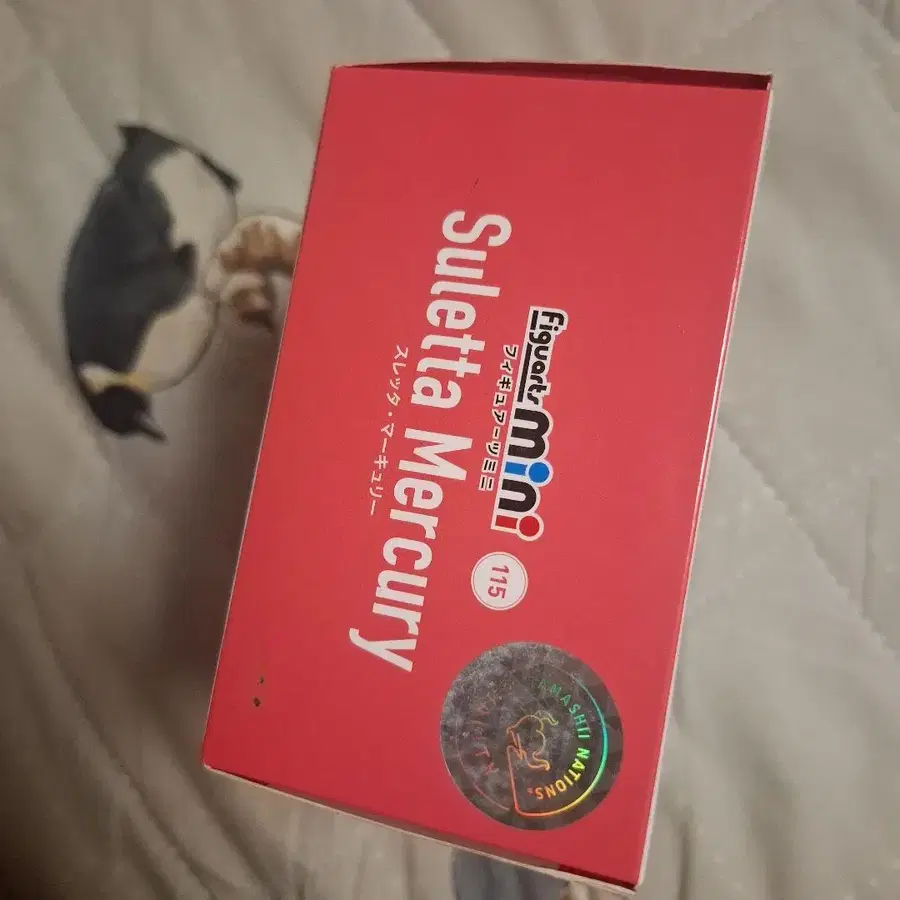 Figuarts mini
フィギュアーツミニ
115
Suletta Mercury
スレッタ・マーキュリー
TAMASHII NATIONS.